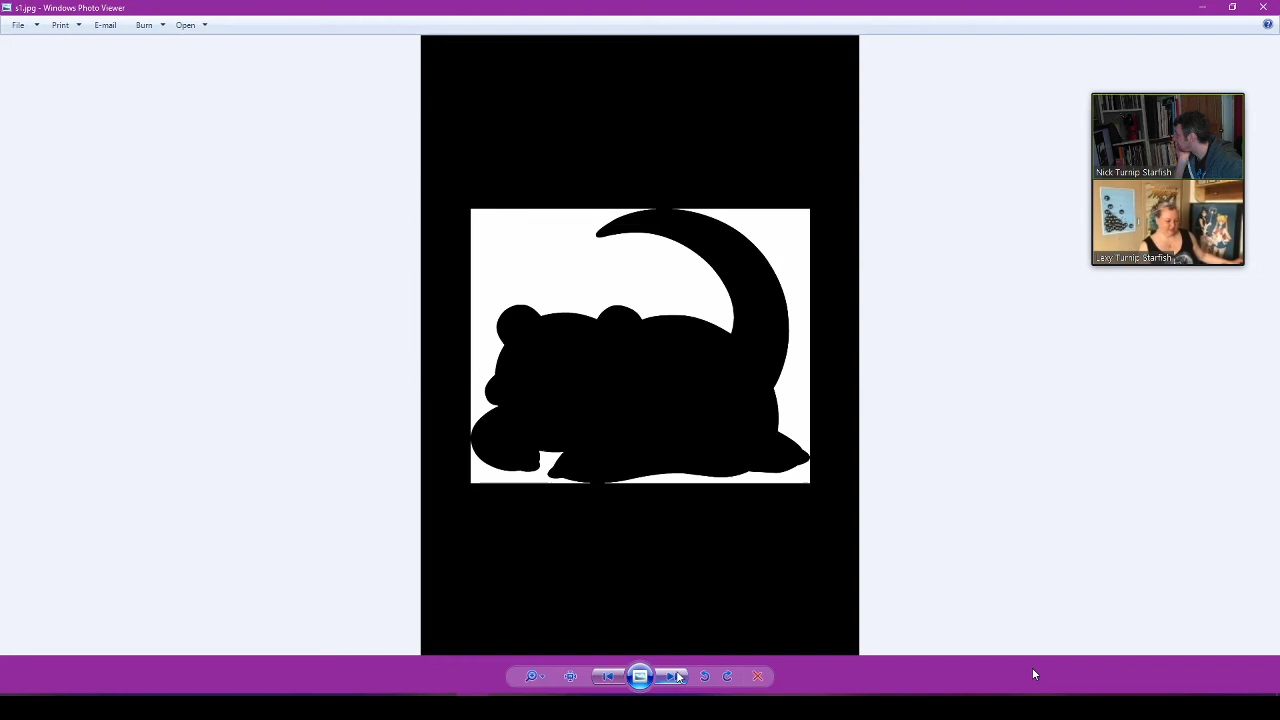 s1.jpg - Windows Photo Viewer
File Print E-mail Burn Open
Nick Turnip Starfish
Lexy Turnip Starfish